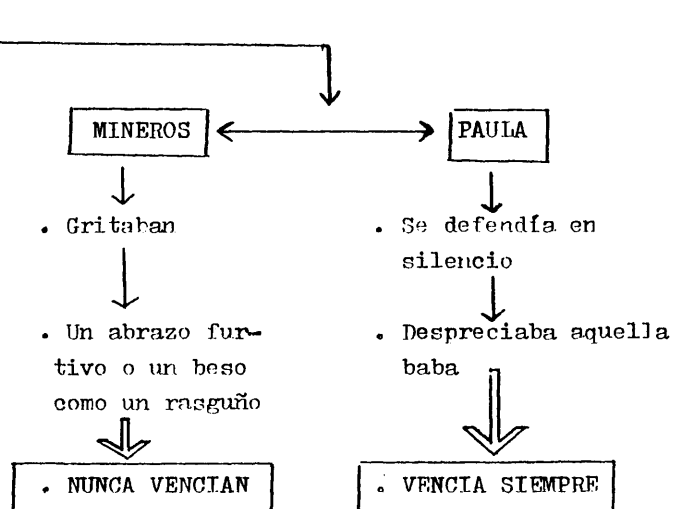 MINEROS
PAULA
. Gritaban
. Se defendía en
silencio
. Un abrazo fur-
tivo o un beso
como un rasguño
. Despreciaba aquella
baba
. NUNCA VENCIAN
. VENCIA SIEMPRE